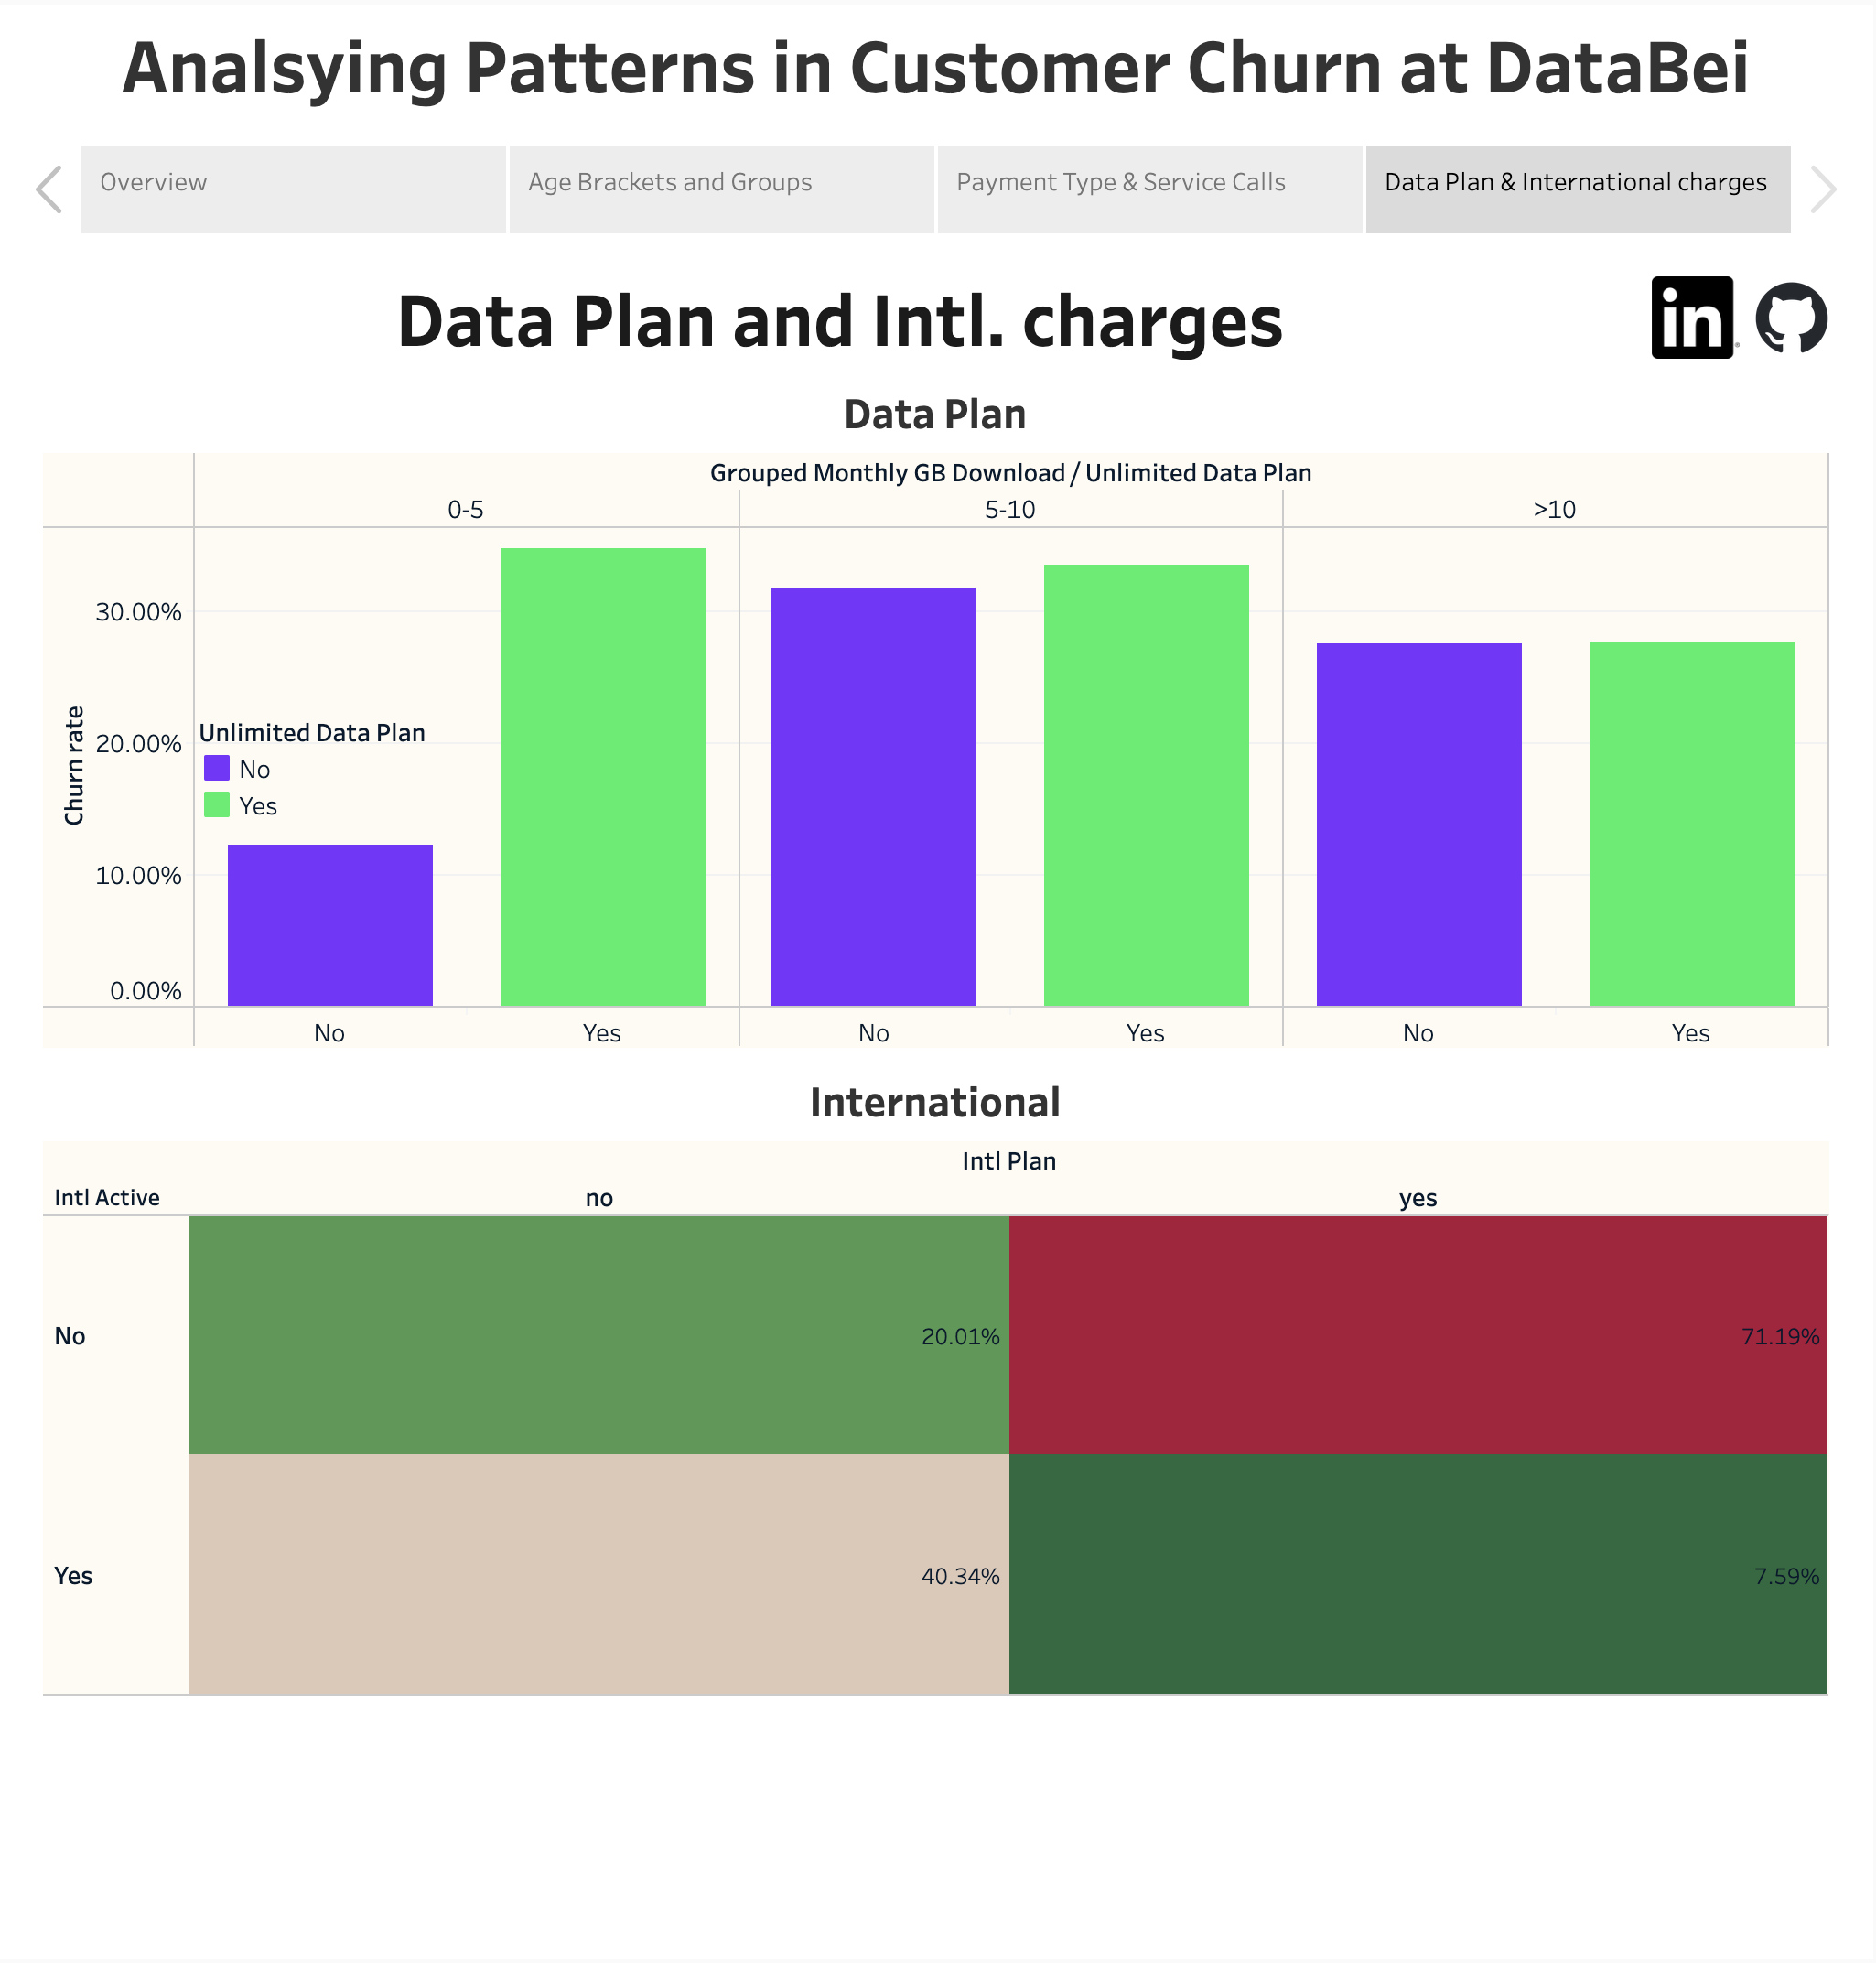 Analsying Patterns in Customer Churn at DataBei
Overview
Age Brackets and Groups
Payment Type & Service Calls
Data Plan & International charges
Data Plan and Intl. charges
in
Data Plan
Grouped Monthly GB Download / Unlimited Data Plan
0-5 5-10 >10
Churn rate
30.00%
20.00%
10.00%
0.00%
Unlimited Data Plan
No
Yes
No Yes No Yes No Yes
International
Intl Plan
Intl Active no yes
No 20.01% 71.19%
Yes 40.34% 7.59%